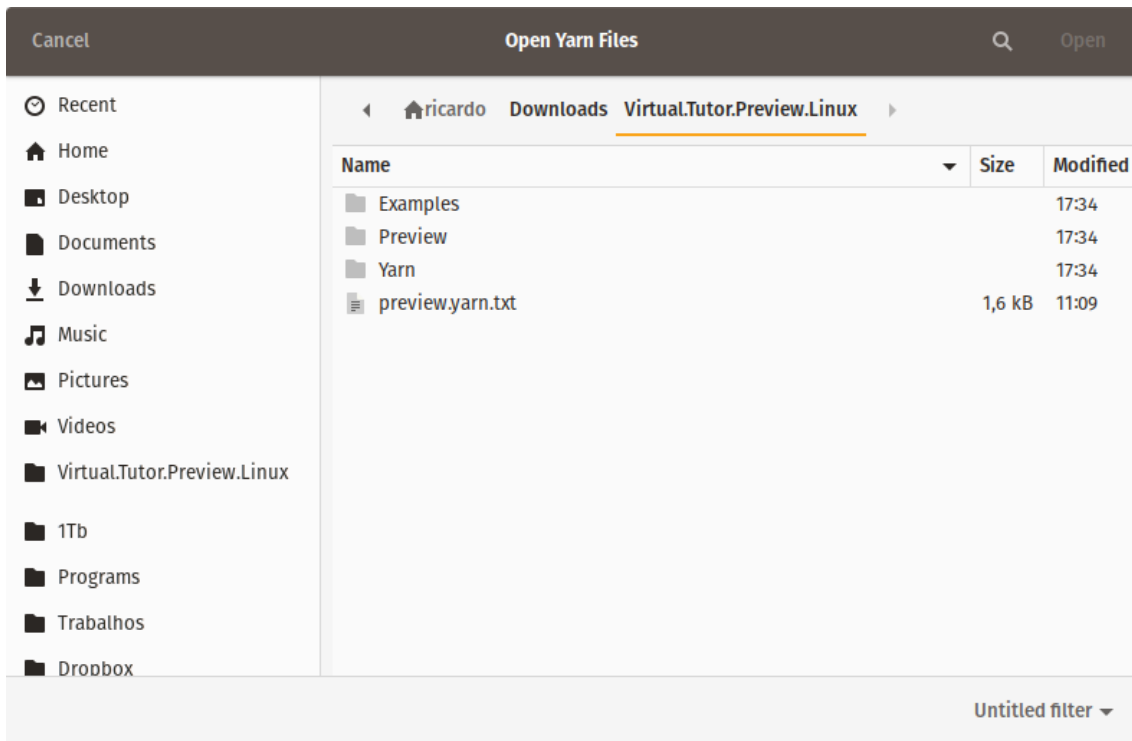 Cancel Open Yarn Files Open
Recent
Home
Desktop
Documents
Downloads
Music
Pictures
Videos
Virtual.Tutor.Preview.Linux
1Tb
Programs
Trabalhos
Dropbox
ricardo Downloads Virtual.Tutor.Preview.Linux
Name Size Modified
Examples 17:34
Preview 17:34
Yarn 17:34
preview.yarn.txt 1,6 kB 11:09
Untitled filter